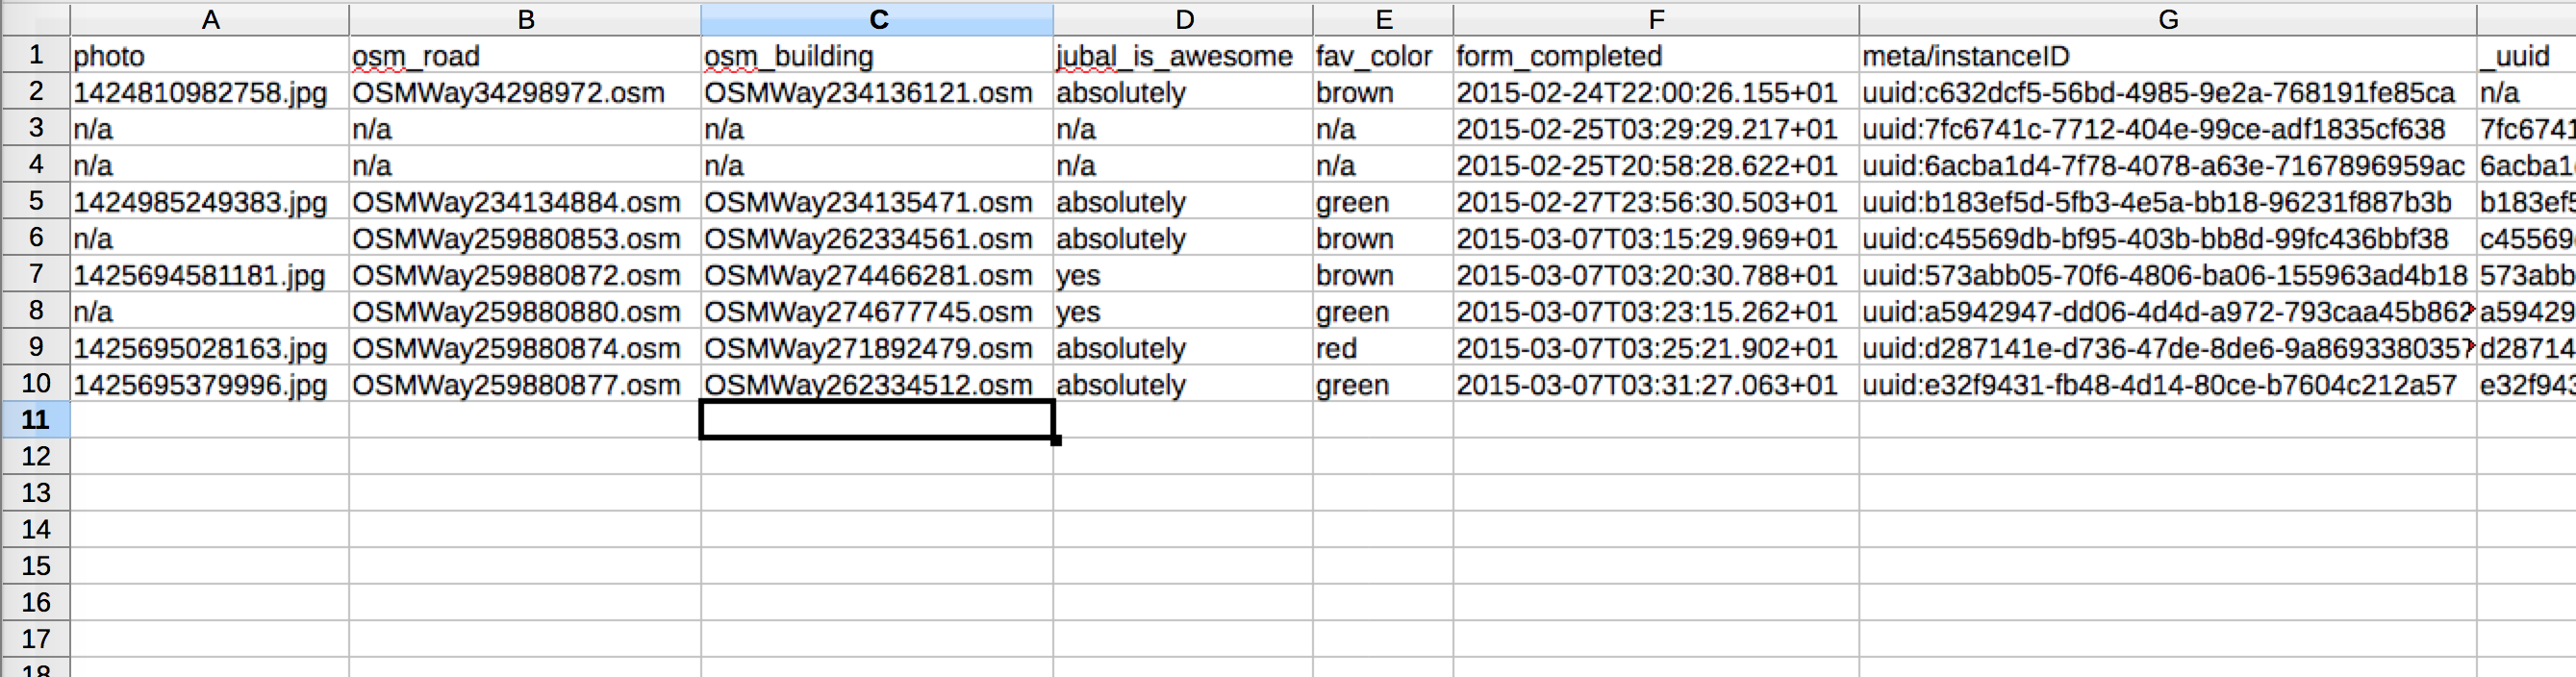 A B C D E F G
1 photo osm_road osm_building jubal_is_awesome fav_color form_completed meta/instanceID _uuid
2 1424810982758.jpg OSMWay34298972.osm OSMWay234136121.osm absolutely brown 2015-02-24T22:00:26.155+01 uuid:c632dcf5-56bd-4985-9e2a-768191fe85ca n/a
3 n/a n/a n/a n/a n/a 2015-02-25T03:29:29.217+01 uuid:7fc6741c-7712-404e-99ce-adf1835cf638 7fc6741
4 n/a n/a n/a n/a n/a 2015-02-25T20:58:28.622+01 uuid:6acba1d4-7f78-4078-a63e-7167896959ac 6acba1
5 1424985249383.jpg OSMWay234134884.osm OSMWay234135471.osm absolutely green 2015-02-27T23:56:30.503+01 uuid:b183ef5d-5fb3-4e5a-bb18-96231f887b3b b183ef5
6 n/a OSMWay259880853.osm OSMWay262334561.osm absolutely brown 2015-03-07T03:15:29.969+01 uuid:c45569db-bf95-403b-bb8d-99fc436bbf38 c45569
7 1425694581181.jpg OSMWay259880872.osm OSMWay274466281.osm yes brown 2015-03-07T03:20:30.788+01 uuid:573abb05-70f6-4806-ba06-155963ad4b18 573abb
8 n/a OSMWay259880880.osm OSMWay274677745.osm yes green 2015-03-07T03:23:15.262+01 uuid:a5942947-dd06-4d4d-a972-793caa45b862 a59429
9 1425695028163.jpg OSMWay259880874.osm OSMWay271892479.osm absolutely red 2015-03-07T03:25:21.902+01 uuid:d287141e-d736-47de-8de6-9a8693380357 d28714
10 1425695379996.jpg OSMWay259880877.osm OSMWay262334512.osm absolutely green 2015-03-07T03:31:27.063+01 uuid:e32f9431-fb48-4d14-80ce-b7604c212a57 e32f943
11
12
13
14
15
16
17
18